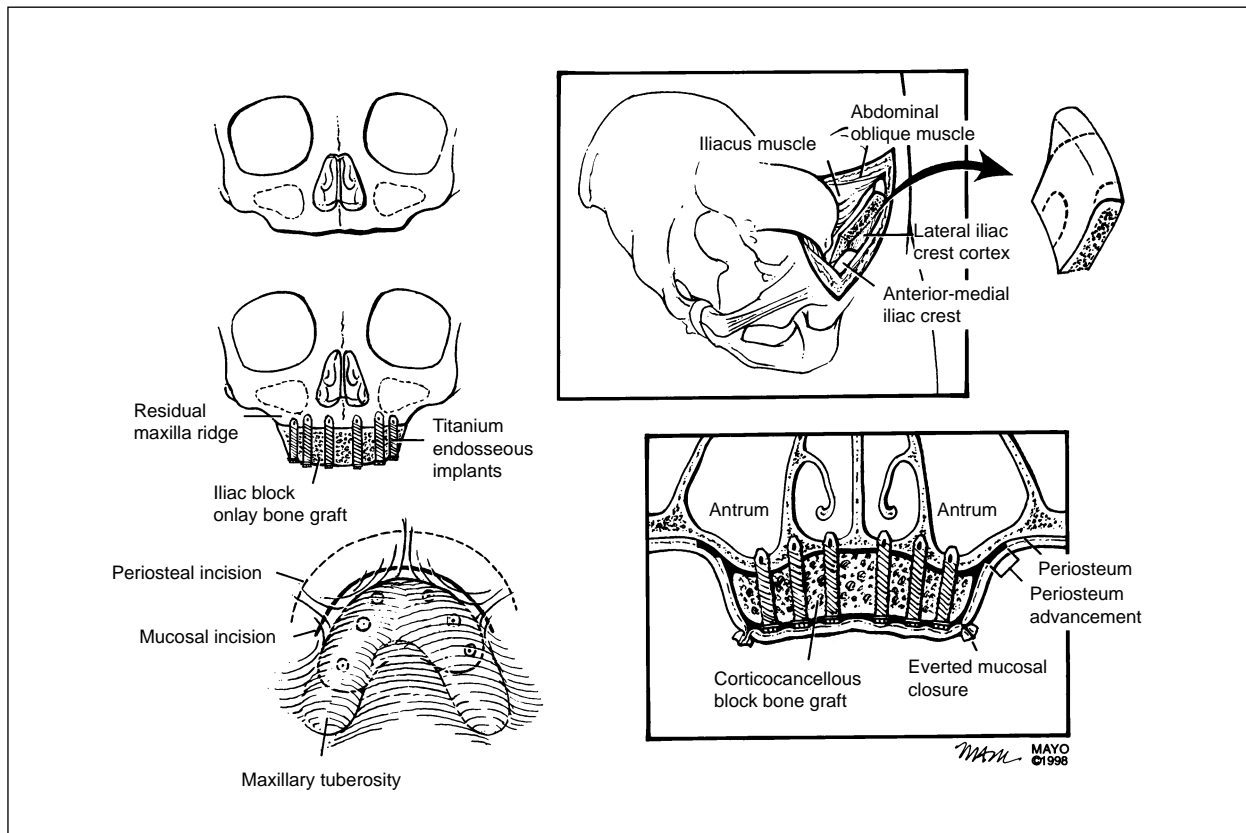 Residual
maxilla ridge
Titanium
endosseous
implants
Iliac block
onlay bone graft
Periosteal incision
Mucosal incision
Maxillary tuberosity
Abdominal
oblique muscle
Iliacus muscle
Lateral iliac
crest cortex
Anterior-medial
iliac crest
Antrum
Antrum
Periosteum
Periosteum
advancement
Everted mucosal
closure
Corticocancellous
block bone graft
MAYO
©1998